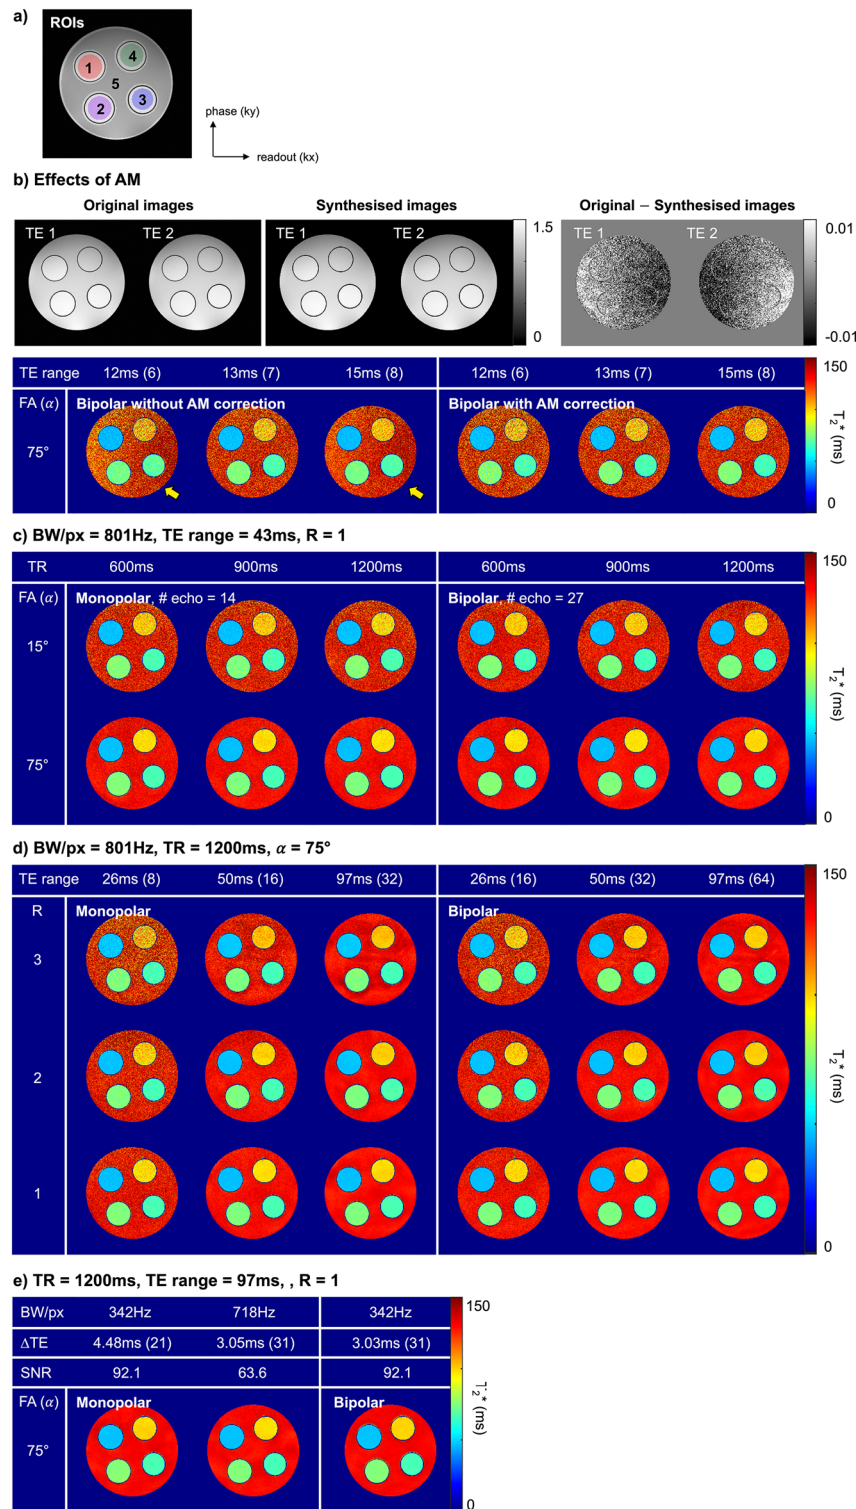 a)
ROIs
1
4
5
2
3
phase (ky)
readout (kx)
b) Effects of AM
Original images
Synthesised images
Original – Synthesised images
TE 1
TE 2
TE 1
TE 2
1.5
0
TE 1
TE 2
0.01
-0.01
TE range
12ms (6)
13ms (7)
15ms (8)
12ms (6)
13ms (7)
15ms (8)
FA (α)
Bipolar without AM correction
Bipolar with AM correction
75°
150
T2* (ms)
0
c) BW/px = 801Hz, TE range = 43ms, R = 1
TR
600ms
900ms
1200ms
600ms
900ms
1200ms
FA (α)
Monopolar, # echo = 14
Bipolar, # echo = 27
15°
75°
150
T2* (ms)
0
d) BW/px = 801Hz, TR = 1200ms, α = 75°
TE range
26ms (8)
50ms (16)
97ms (32)
26ms (16)
50ms (32)
97ms (64)
R
Monopolar
Bipolar
3
2
1
150
T2* (ms)
0
e) TR = 1200ms, TE range = 97ms, , R = 1
BW/px
342Hz
718Hz
342Hz
ΔTE
4.48ms (21)
3.05ms (31)
3.03ms (31)
SNR
92.1
63.6
92.1
FA (α)
Monopolar
Bipolar
75°
150
T2* (ms)
0